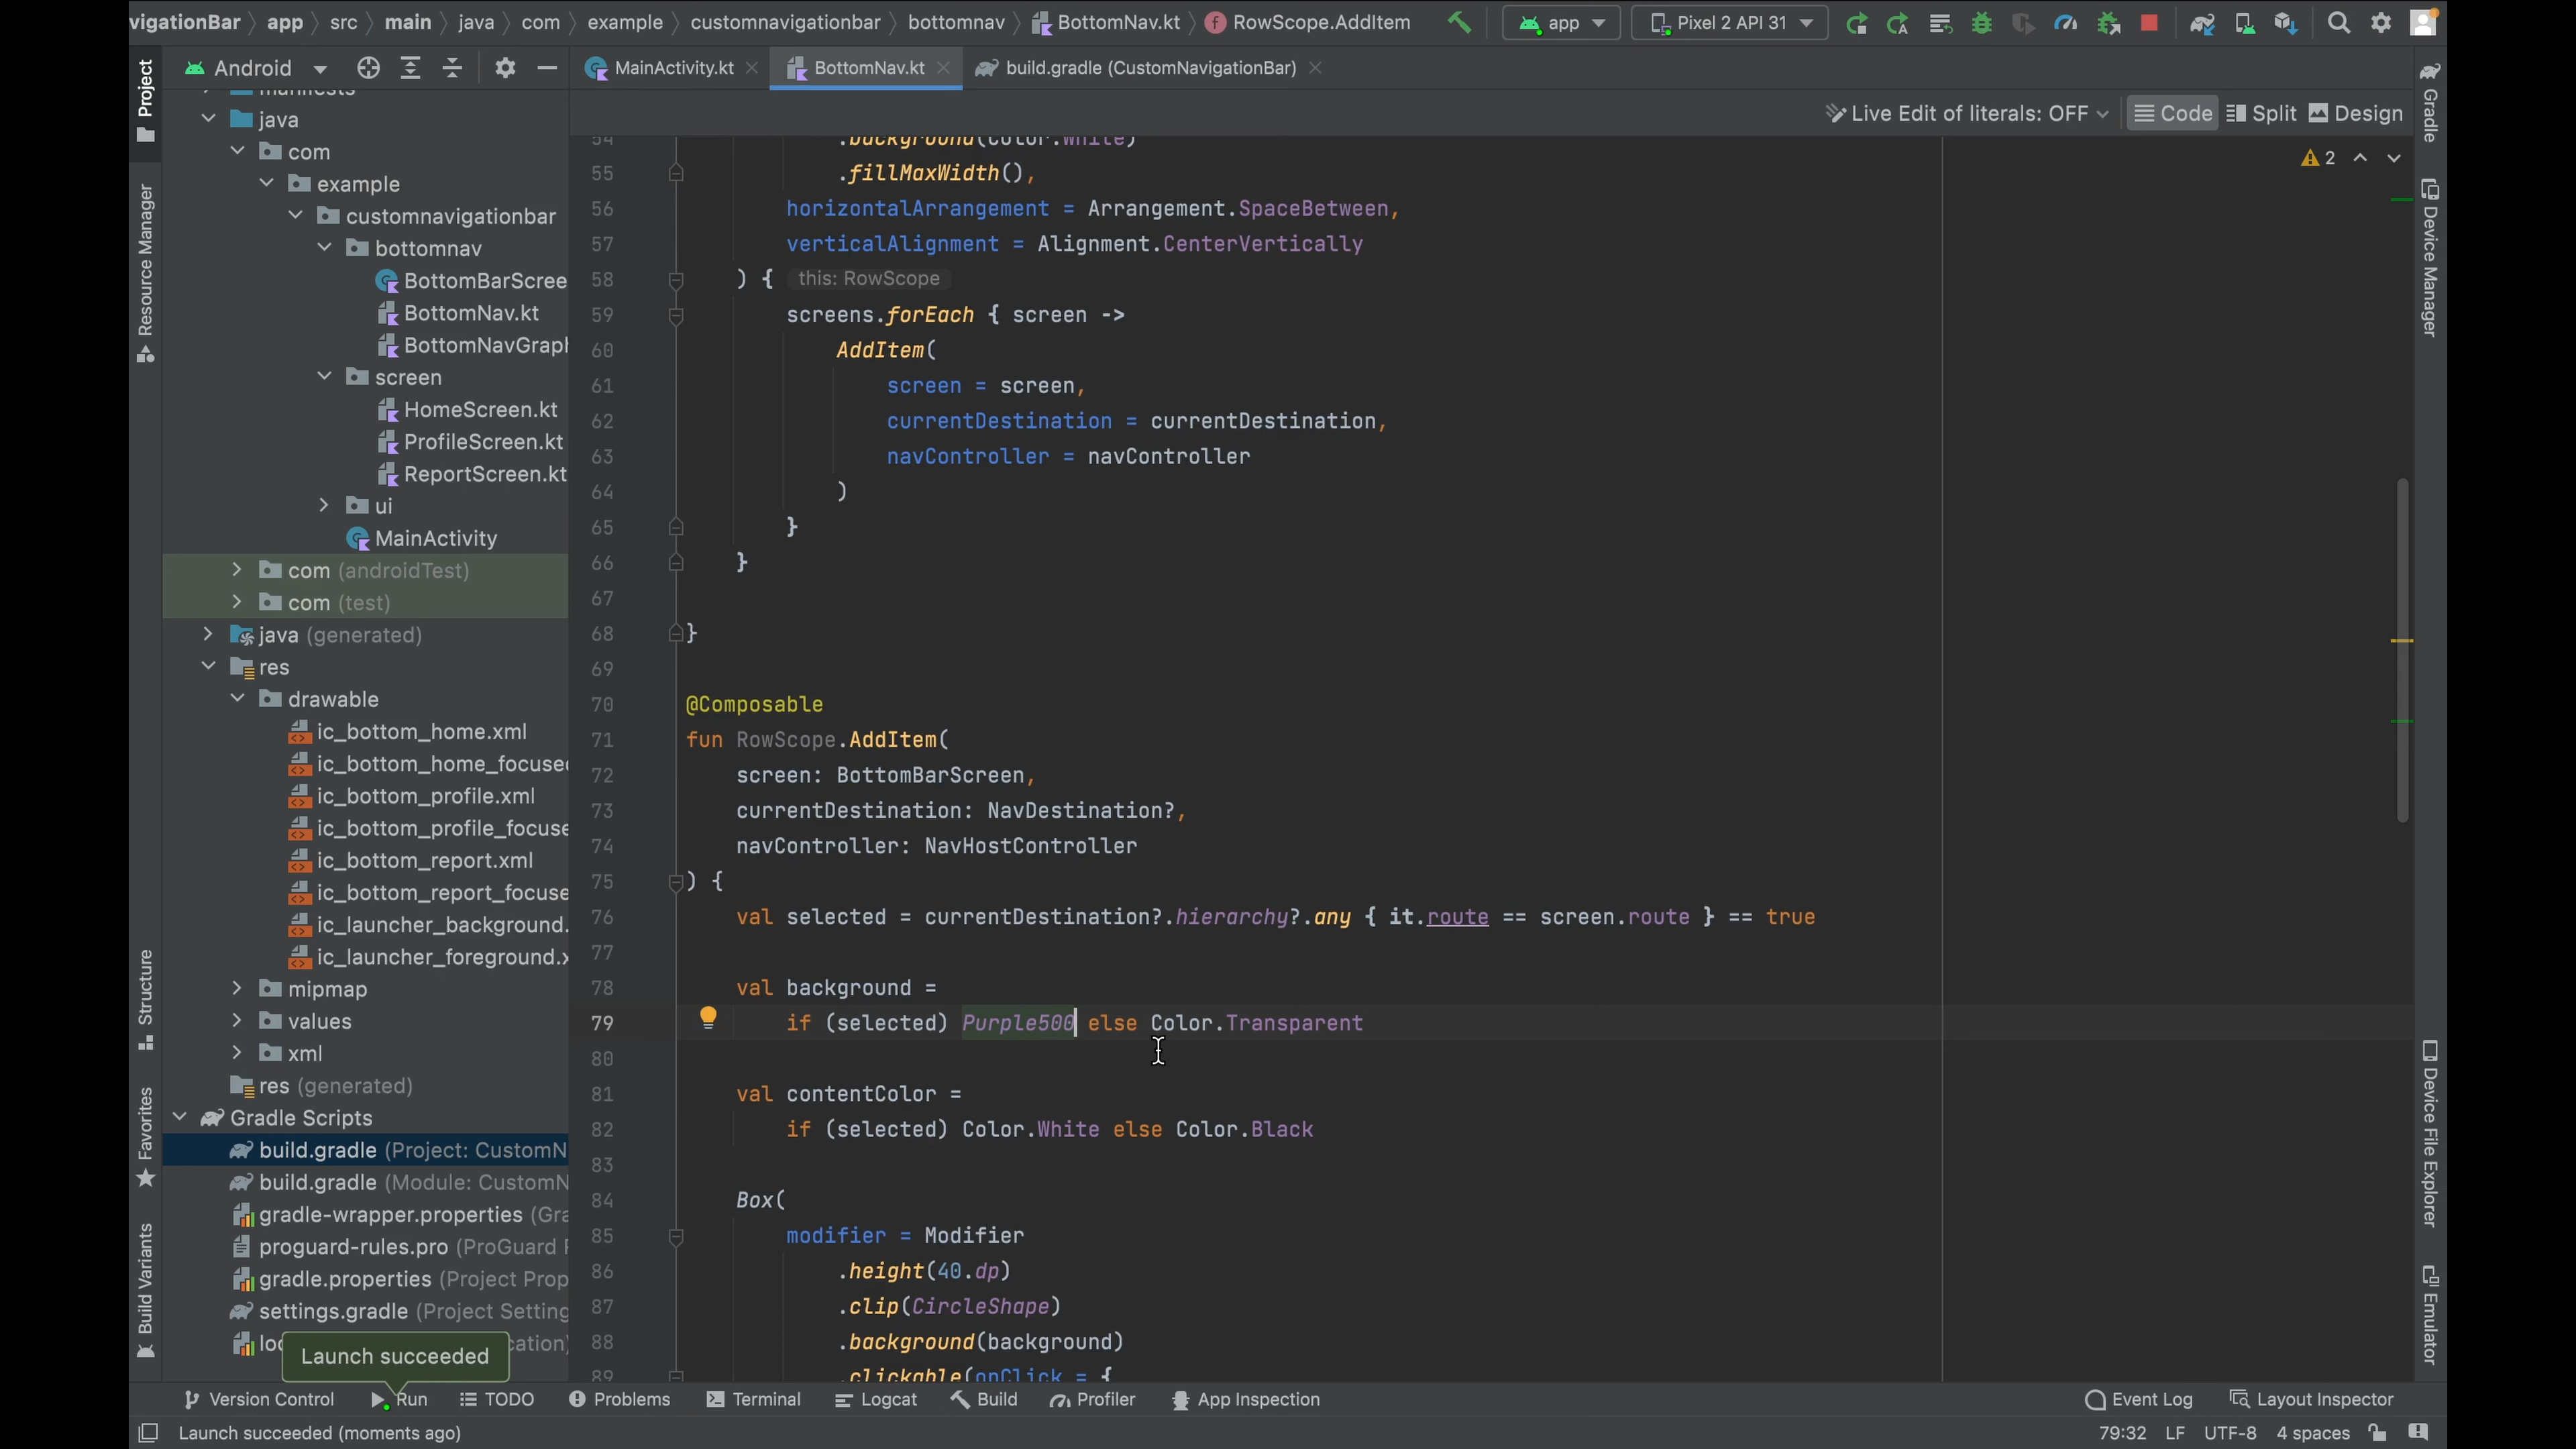 vigationBar app src main java com example customnavigationbar bottomnav BottomNav.kt RowScope.AddItem app Pixel 2 API 31
Project
Android
MainActivity.kt
BottomNav.kt
build.gradle (CustomNavigationBar)
Live Edit of literals: OFF
Code
Split
Design
2
manifests
java
com
example
customnavigationbar
bottomnav
BottomBarScree
BottomNav.kt
BottomNavGraph
screen
HomeScreen.kt
ProfileScreen.kt
ReportScreen.kt
ui
MainActivity
com (androidTest)
com (test)
java (generated)
res
drawable
ic_bottom_home.xml
ic_bottom_home_focused
ic_bottom_profile.xml
ic_bottom_profile_focuse
ic_bottom_report.xml
ic_bottom_report_focuse
ic_launcher_background.
ic_launcher_foreground.x
mipmap
values
xml
res (generated)
Gradle Scripts
build.gradle (Project: CustomN
build.gradle (Module: CustomN
gradle-wrapper.properties (Gra
proguard-rules.pro (ProGuard R
gradle.properties (Project Prop
settings.gradle (Project Setting
loc
cation)
Launch succeeded
54 .background(Color.White)
55 .fillMaxWidth(),
56 horizontalArrangement = Arrangement.SpaceBetween,
57 verticalAlignment = Alignment.CenterVertically
58 ) { this: RowScope
59 screens.forEach { screen ->
60 AddItem(
61 screen = screen,
62 currentDestination = currentDestination,
63 navController = navController
64 )
65 }
66 }
67
68 }
69
70 @Composable
71 fun RowScope.AddItem(
72 screen: BottomBarScreen,
73 currentDestination: NavDestination?,
74 navController: NavHostController
75 ) {
76 val selected = currentDestination?.hierarchy?.any { it.route == screen.route } == true
77
78 val background =
79 if (selected) Purple500 else Color.Transparent
80
81 val contentColor =
82 if (selected) Color.White else Color.Black
83
84 Box(
85 modifier = Modifier
86 .height(40.dp)
87 .clip(CircleShape)
88 .background(background)
89 .clickable(onClick = {
Resource Manager
Structure
Favorites
Build Variants
Gradle
Device Manager
Device File Explorer
Emulator
Version Control
Run
TODO
Problems
Terminal
Logcat
Build
Profiler
App Inspection
Event Log
Layout Inspector
Launch succeeded (moments ago)
79:32
LF
UTF-8
4 spaces